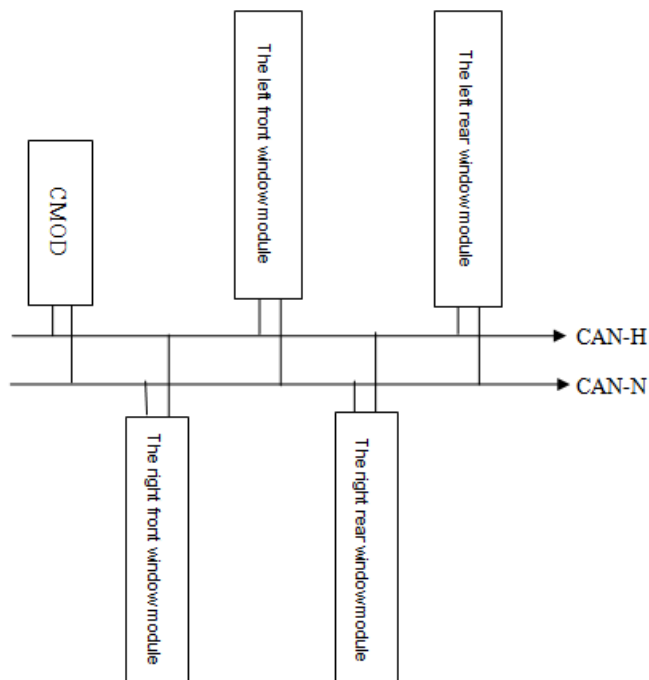 The left front window module
The left rear window module
CMOD
CAN-H
CAN-N
The right front window module
The right rear window module